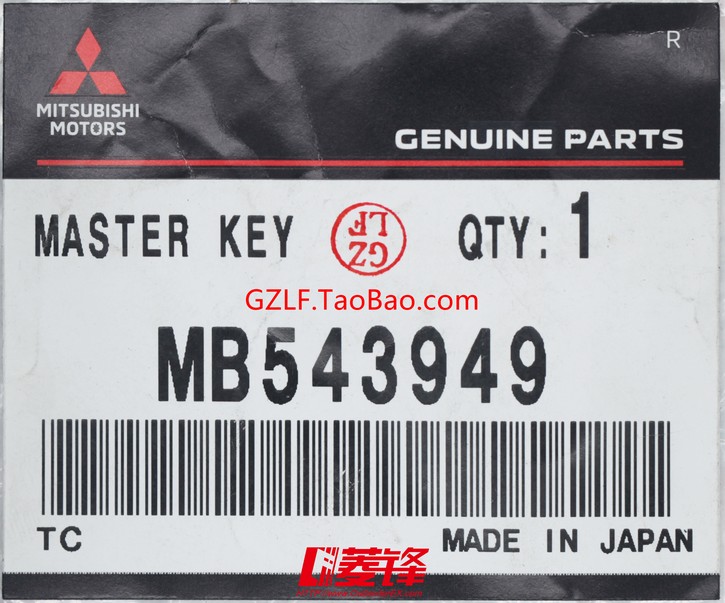 R
MITSUBISHI
MOTORS
GENUINE PARTS
MASTER KEY
GZ
LF
QTY: 1
GZLF.TaoBao.com
MB543949
TC
MADE IN JAPAN
菱锋